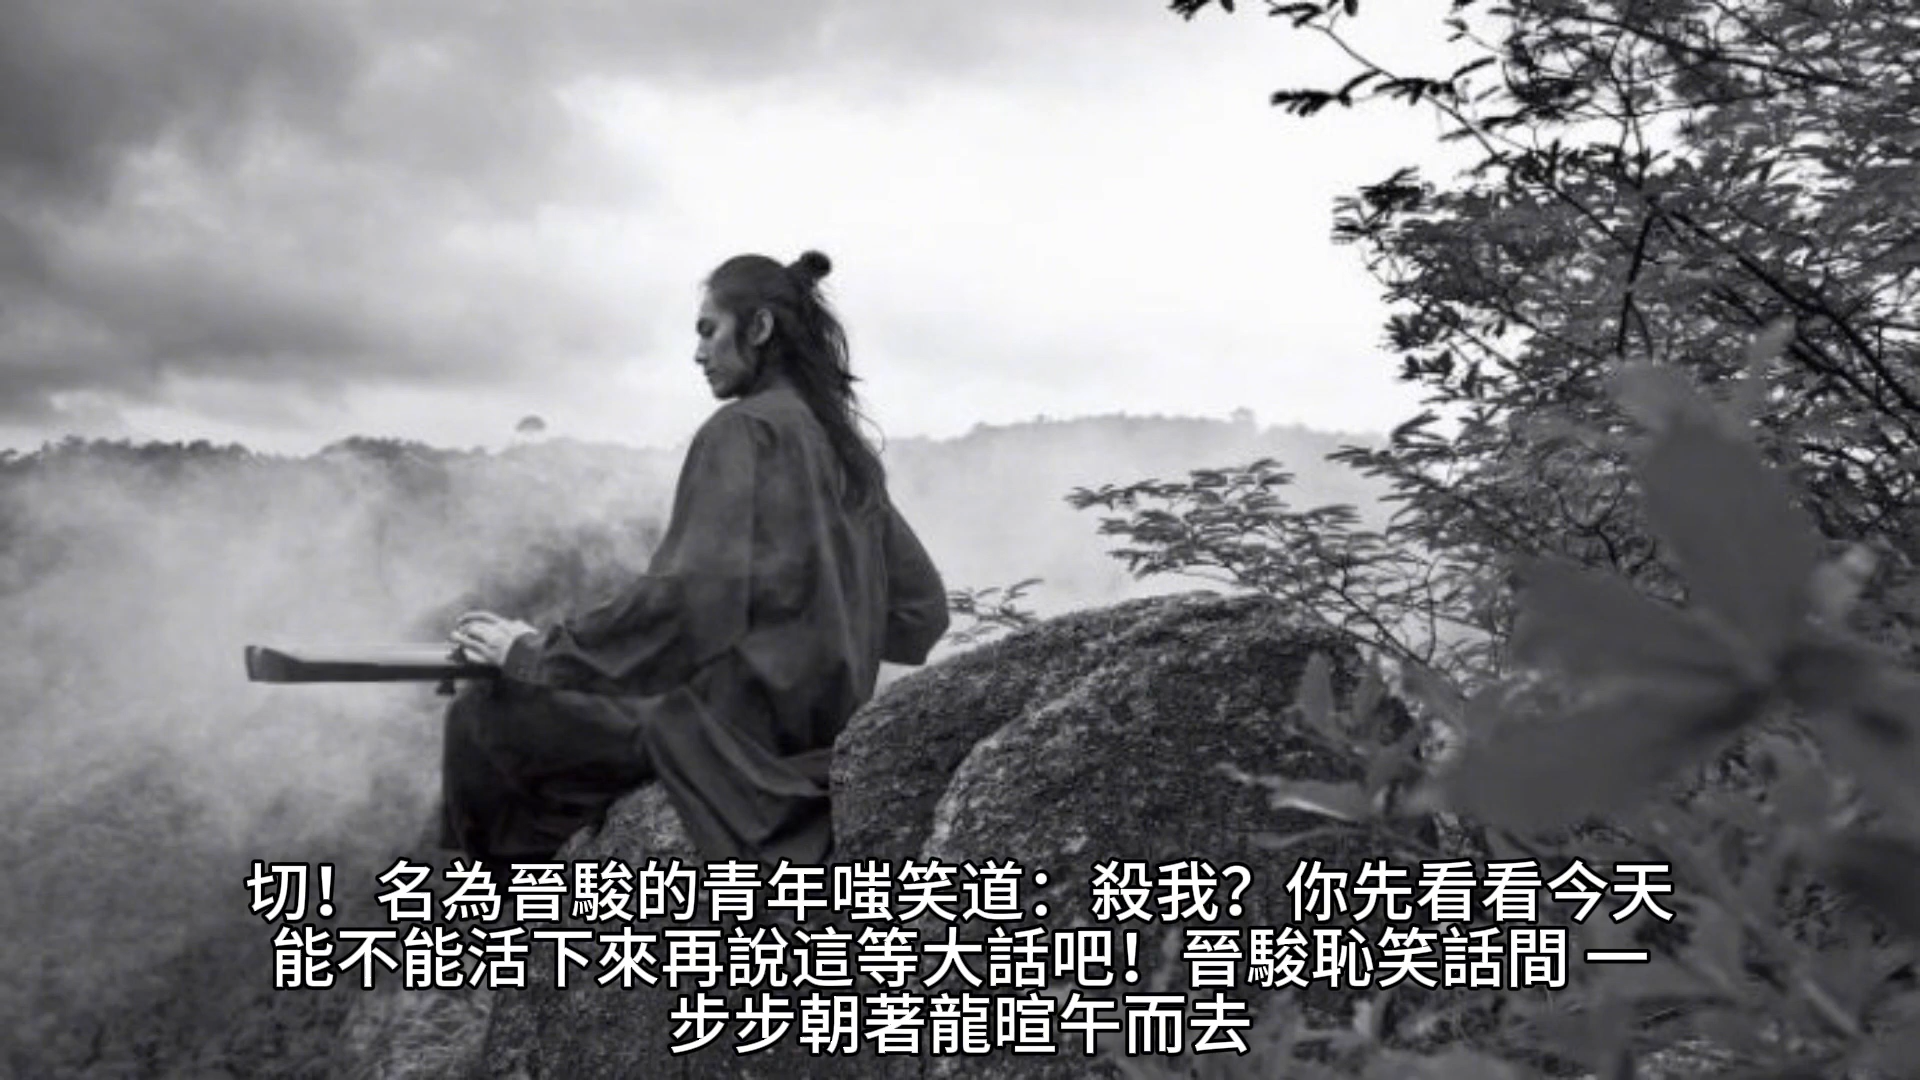 切！名為晉駿的青年嗤笑道：殺我？你先看看今天
能不能活下來再說這等大話吧！晉駿恥笑話間 一
步步朝著龍暄午而去